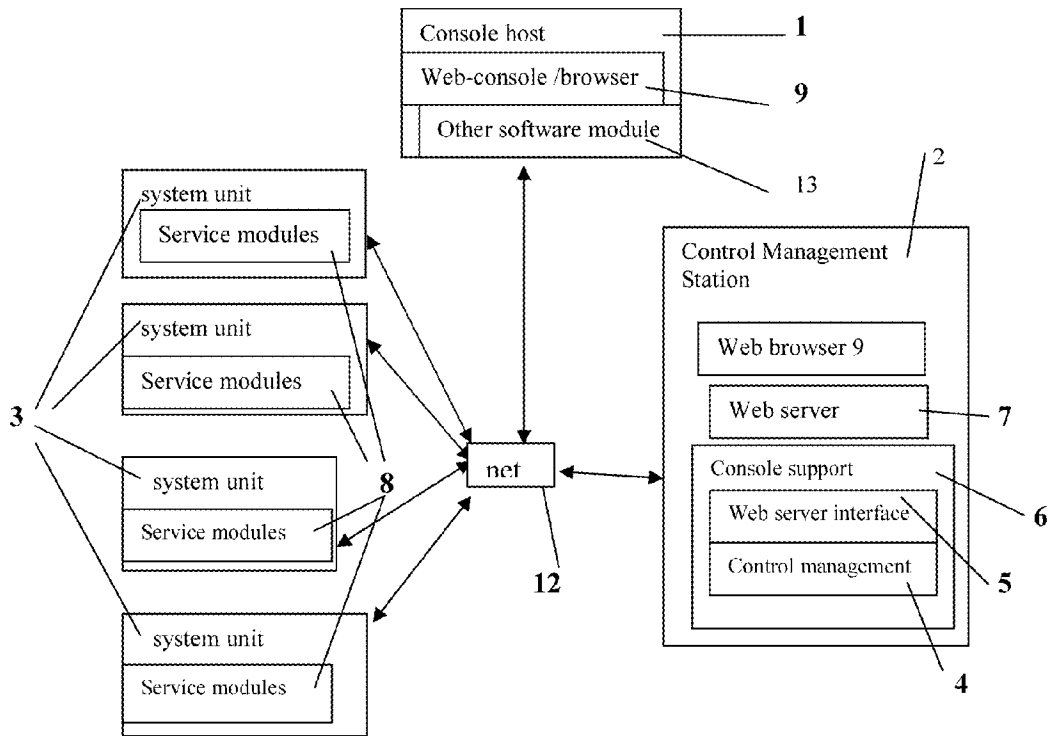 Console host
1
Web-console /browser
9
Other software module
13
2
system unit
Service modules
system unit
Service modules
3
system unit
Service modules
8
system unit
Service modules
net
12
Control Management
Station
Web browser 9
Web server
7
Console support
6
Web server interface
5
Control management
4